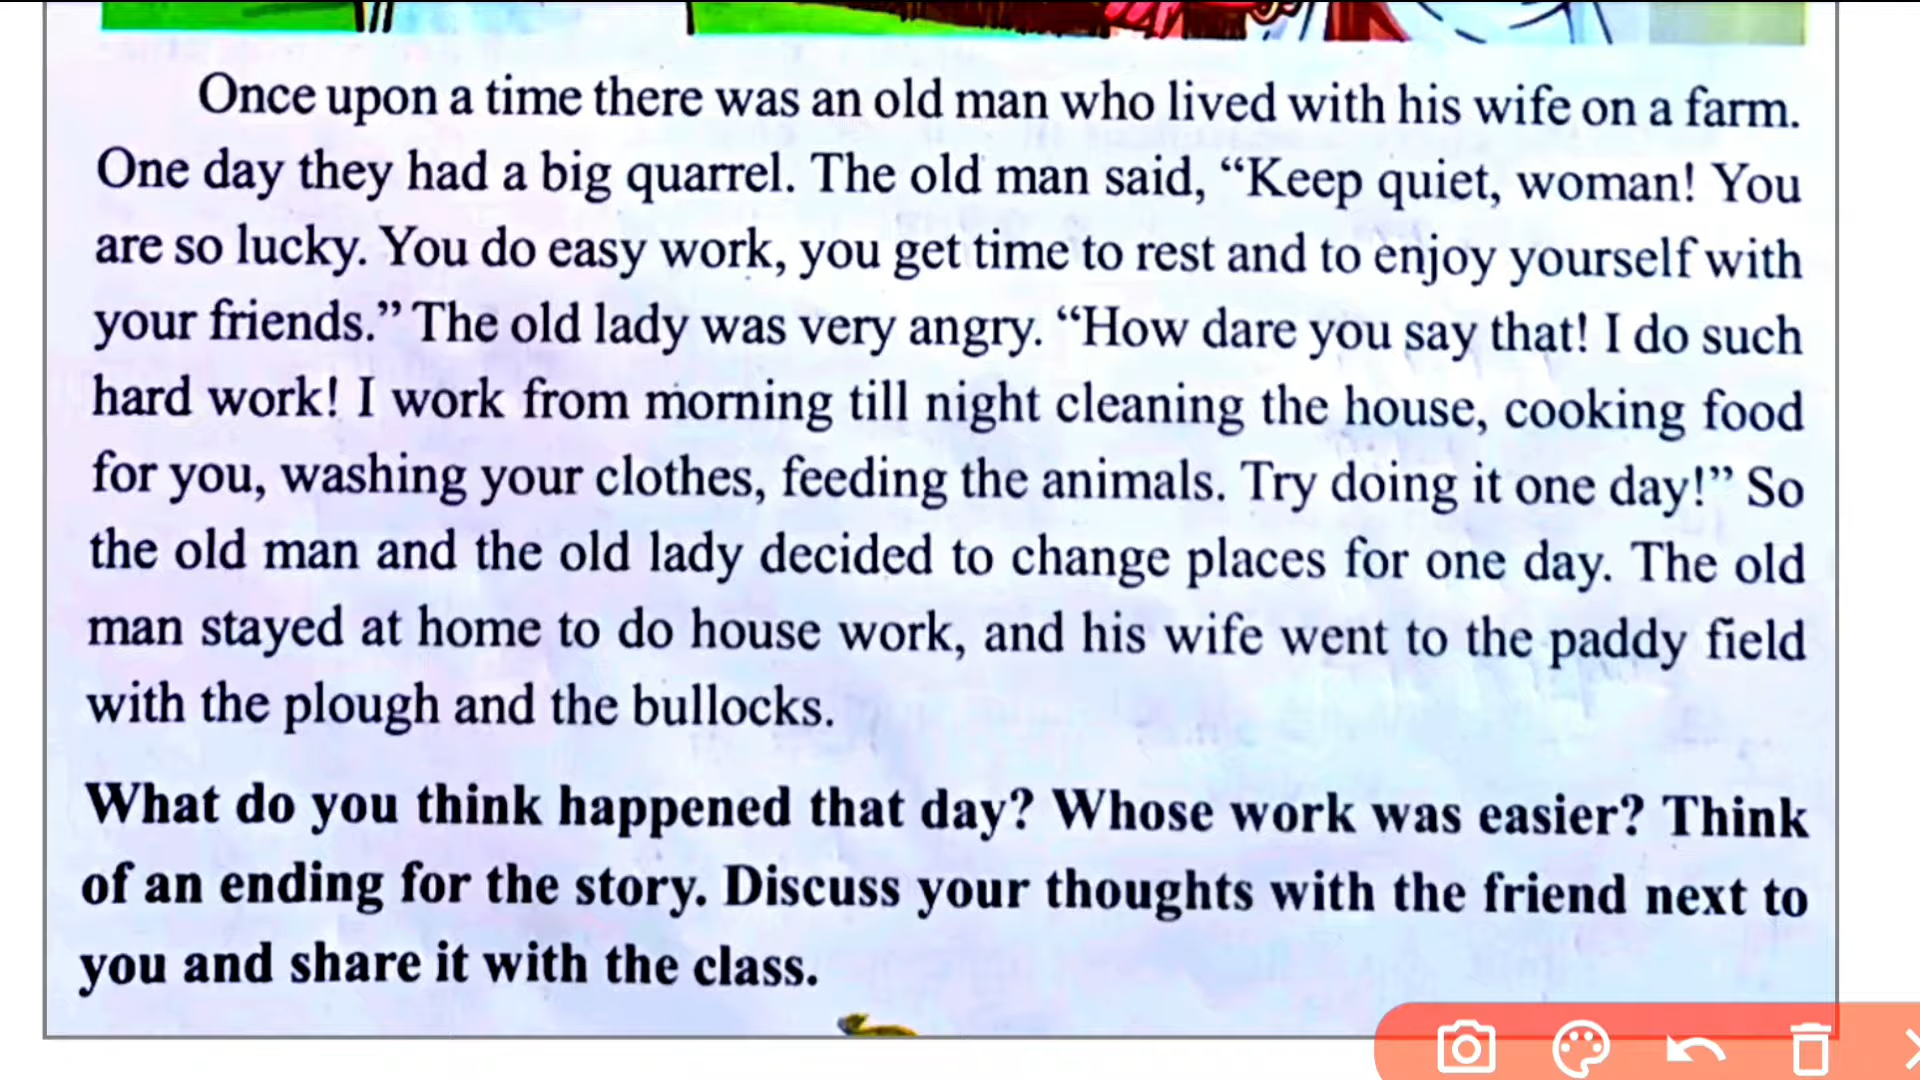 Once upon a time there was an old man who lived with his wife on a farm.
One day they had a big quarrel. The old man said, “Keep quiet, woman! You
are so lucky. You do easy work, you get time to rest and to enjoy yourself with
your friends.” The old lady was very angry. “How dare you say that! I do such
hard work! I work from morning till night cleaning the house, cooking food
for you, washing your clothes, feeding the animals. Try doing it one day!” So
the old man and the old lady decided to change places for one day. The old
man stayed at home to do house work, and his wife went to the paddy field
with the plough and the bullocks.
What do you think happened that day? Whose work was easier? Think
of an ending for the story. Discuss your thoughts with the friend next to
you and share it with the class.